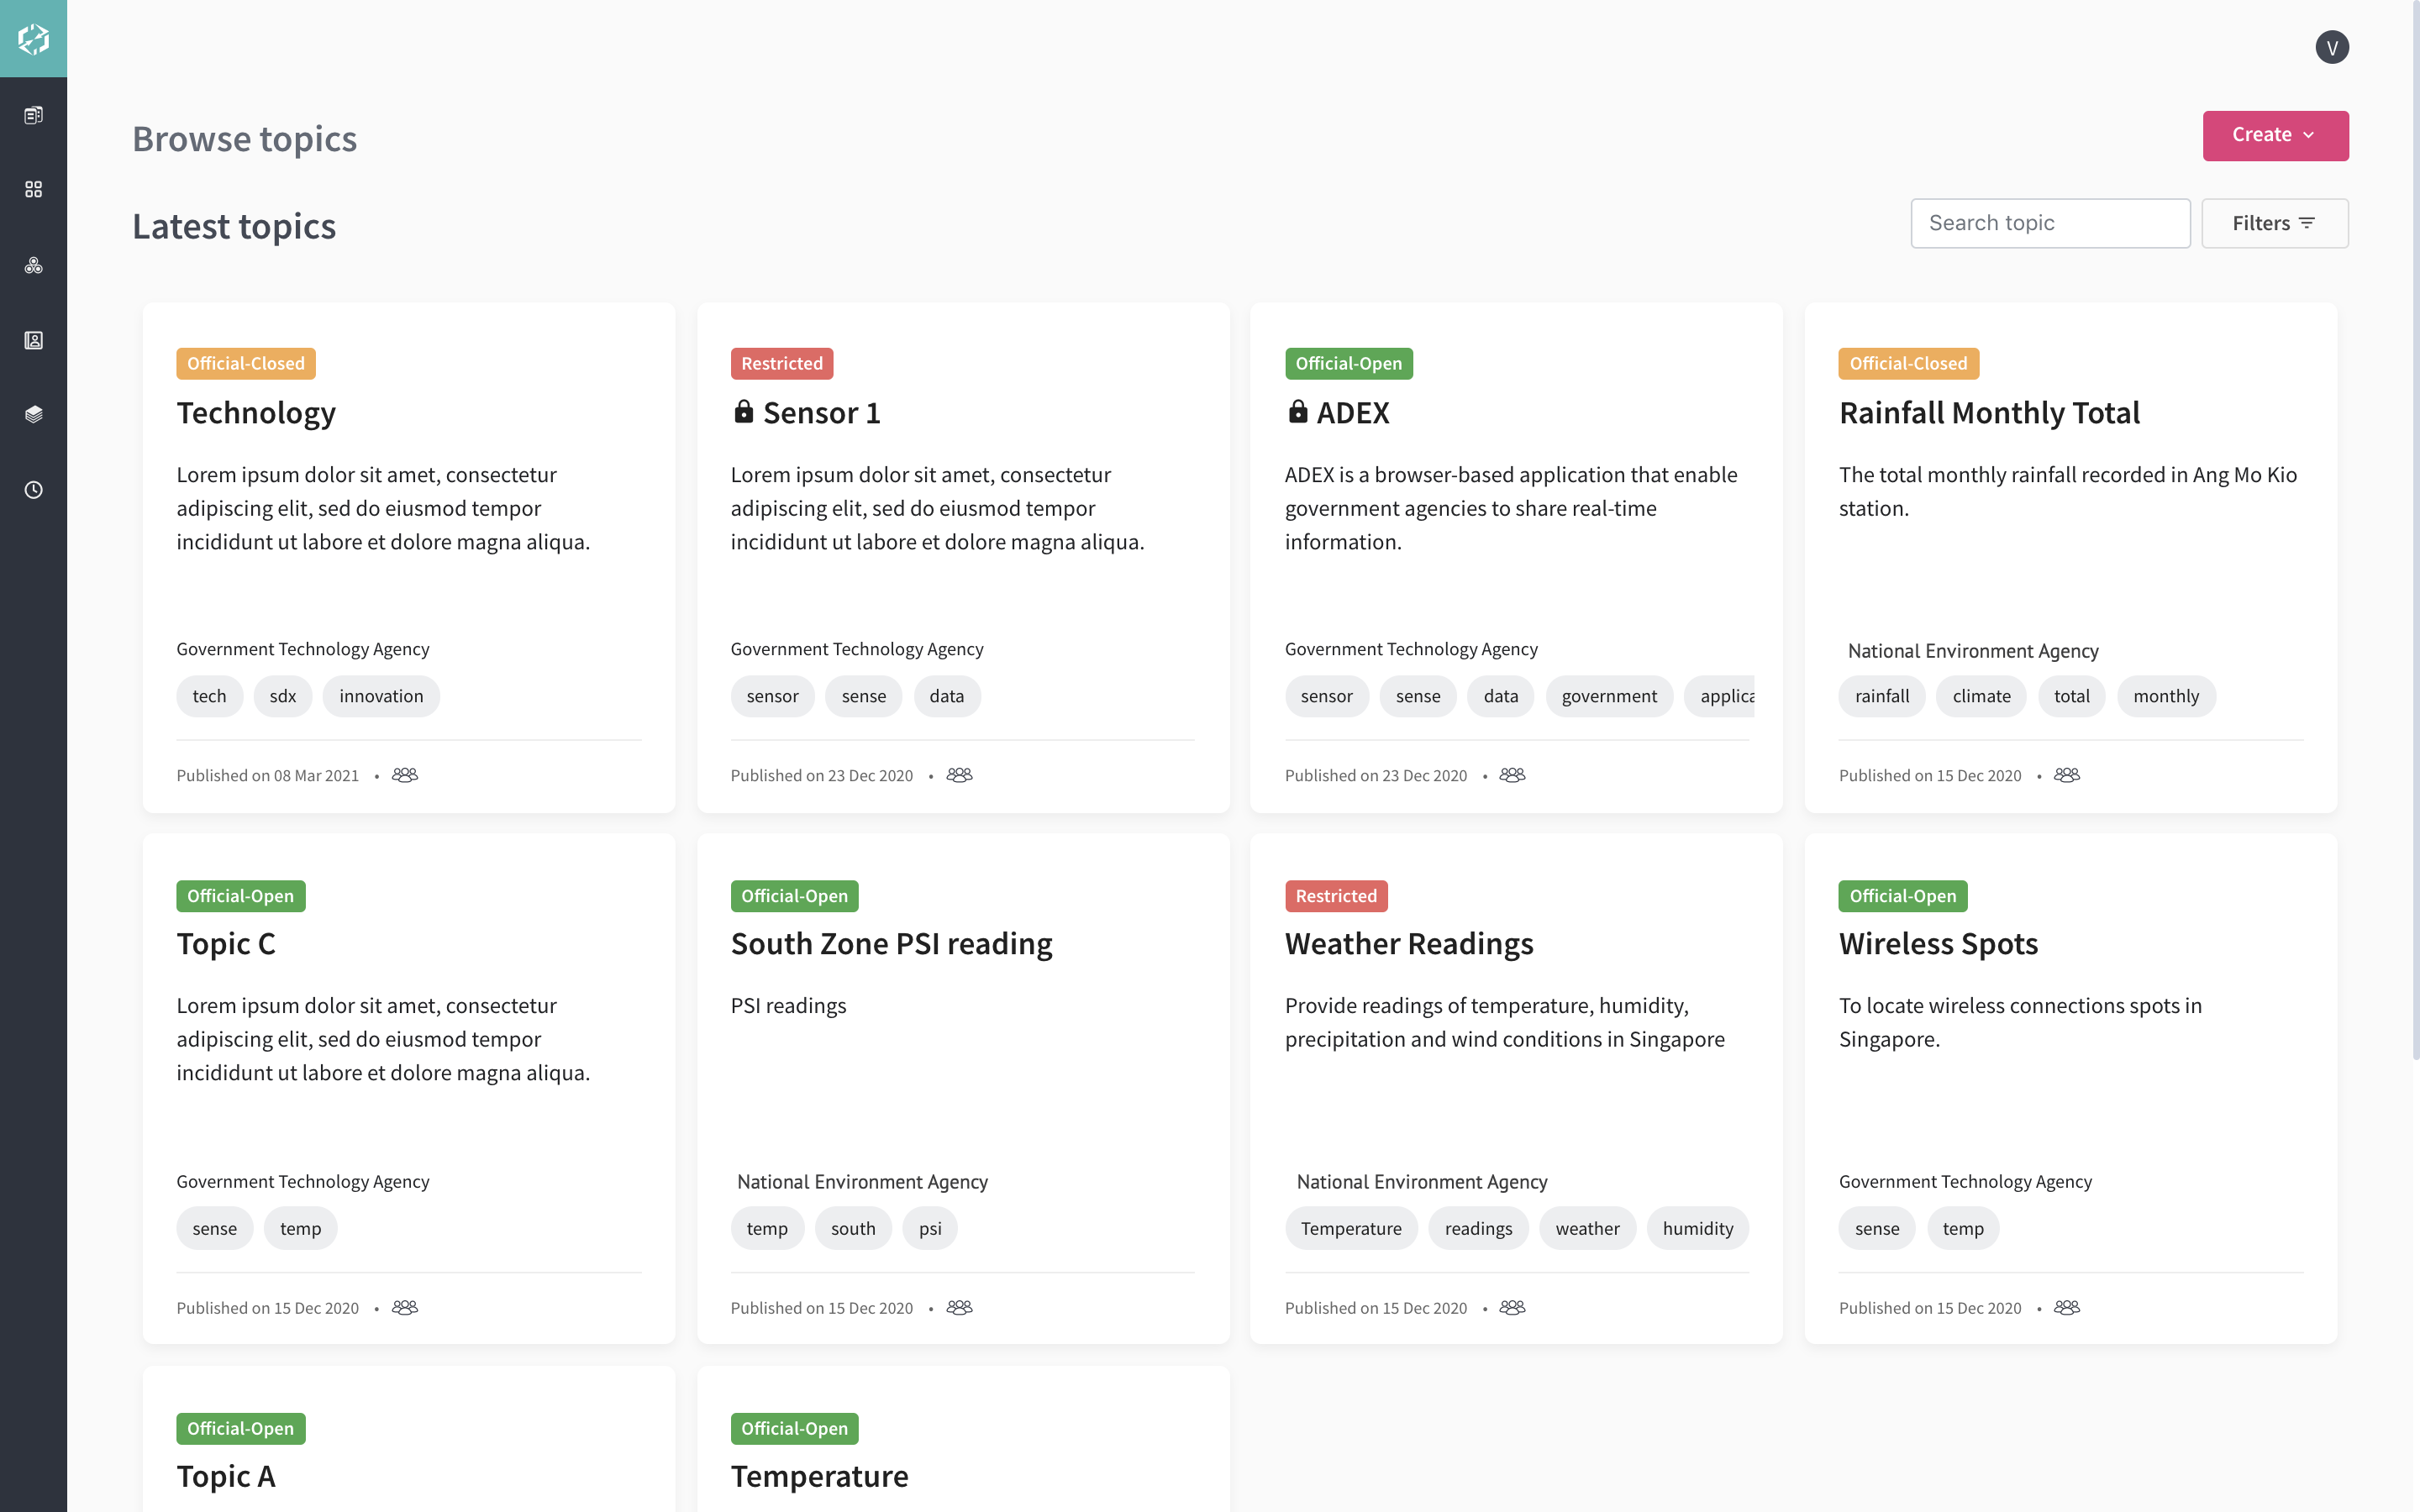 V
Browse topics
Create
Latest topics
Search topic
Filters
Official-Closed
Technology
Lorem ipsum dolor sit amet, consectetur
adipiscing elit, sed do eiusmod tempor
incididunt ut labore et dolore magna aliqua.
Government Technology Agency
tech sdx innovation
Published on 08 Mar 2021 •
Restricted
Sensor 1
Lorem ipsum dolor sit amet, consectetur
adipiscing elit, sed do eiusmod tempor
incididunt ut labore et dolore magna aliqua.
Government Technology Agency
sensor sense data
Published on 23 Dec 2020 •
Official-Open
ADEX
ADEX is a browser-based application that enable
government agencies to share real-time
information.
Government Technology Agency
sensor sense data government applica
Published on 23 Dec 2020 •
Official-Closed
Rainfall Monthly Total
The total monthly rainfall recorded in Ang Mo Kio
station.
National Environment Agency
rainfall climate total monthly
Published on 15 Dec 2020 •
Official-Open
Topic C
Lorem ipsum dolor sit amet, consectetur
adipiscing elit, sed do eiusmod tempor
incididunt ut labore et dolore magna aliqua.
Government Technology Agency
sense temp
Published on 15 Dec 2020 •
Official-Open
South Zone PSI reading
PSI readings
National Environment Agency
temp south psi
Published on 15 Dec 2020 •
Restricted
Weather Readings
Provide readings of temperature, humidity,
precipitation and wind conditions in Singapore
National Environment Agency
Temperature readings weather humidity
Published on 15 Dec 2020 •
Official-Open
Wireless Spots
To locate wireless connections spots in
Singapore.
Government Technology Agency
sense temp
Published on 15 Dec 2020 •
Official-Open
Topic A
Official-Open
Temperature